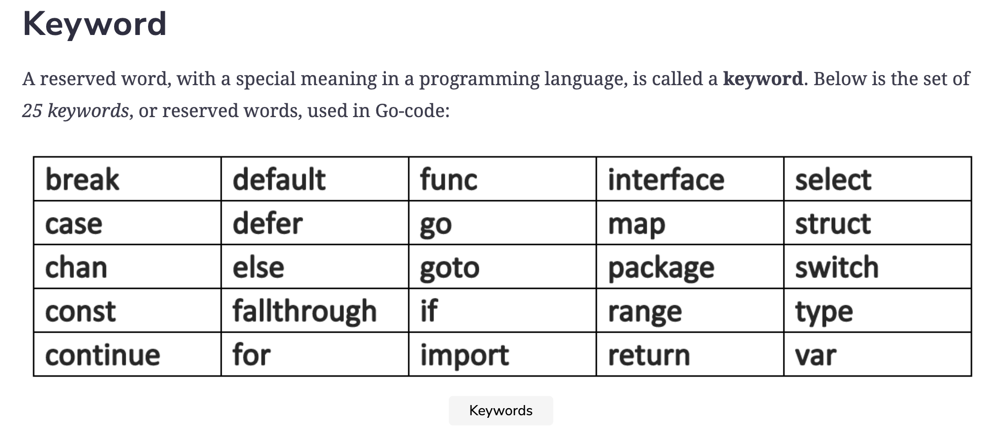 Keyword
A reserved word, with a special meaning in a programming language, is called a keyword. Below is the set of
25 keywords, or reserved words, used in Go-code:
break default func interface select
case defer go map struct
chan else goto package switch
const fallthrough if range type
continue for import return var
Keywords